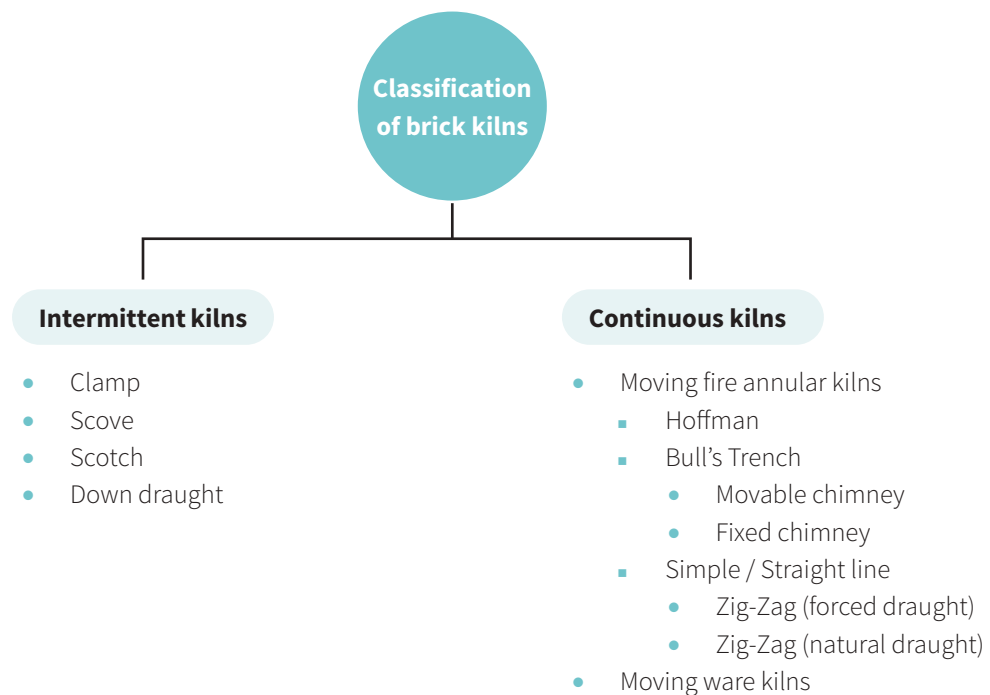 Classification
of brick kilns
Intermittent kilns
Clamp
Scove
Scotch
Down draught
Continuous kilns
Moving fire annular kilns
Hoffman
Bull's Trench
Movable chimney
Fixed chimney
Simple / Straight line
Zig-Zag (forced draught)
Zig-Zag (natural draught)
Moving ware kilns